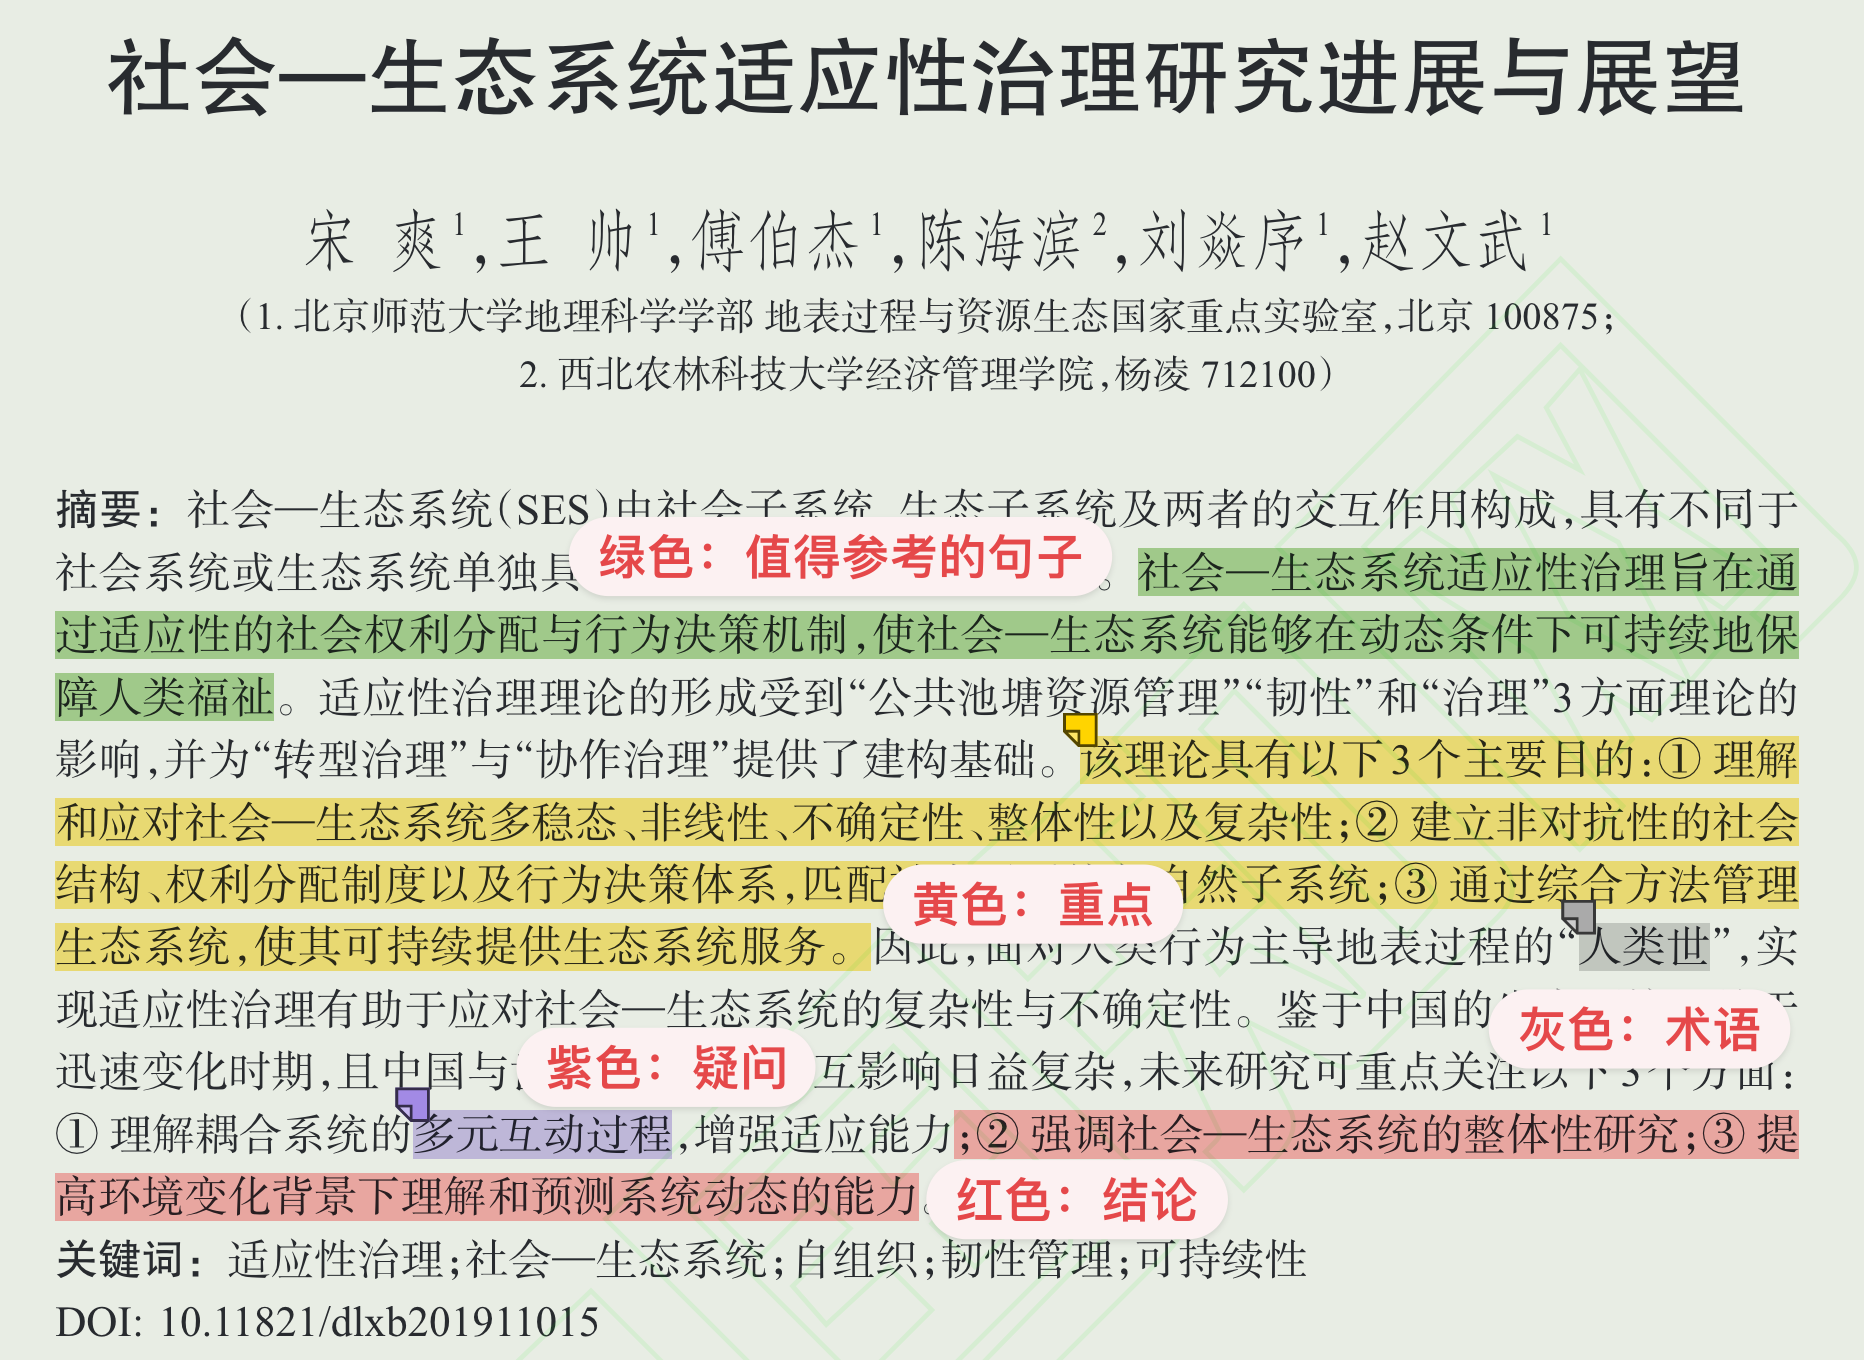 社会—生态系统适应性治理研究进展与展望
宋 爽1,王 帅1,傅伯杰1,陈海滨2,刘焱序1,赵文武1
(1. 北京师范大学地理科学学部 地表过程与资源生态国家重点实验室,北京 100875;
2. 西北农林科技大学经济管理学院,杨凌 712100)
摘要: 社会—生态系统(SES)由社会子系统、生态子系统及两者的交互作用构成,具有不同于
社会系统或生态系统单独具
绿色：值得参考的句子
。社会—生态系统适应性治理旨在通
过适应性的社会权利分配与行为决策机制,使社会—生态系统能够在动态条件下可持续地保
障人类福祉。适应性治理理论的形成受到“公共池塘资源管理”“韧性”和“治理”3方面理论的
影响,并为“转型治理”与“协作治理”提供了建构基础。该理论具有以下3个主要目的:① 理解
和应对社会—生态系统多稳态、非线性、不确定性、整体性以及复杂性;② 建立非对抗性的社会
结构、权利分配制度以及行为决策体系,匹配
黄色：重点
自然子系统;③ 通过综合方法管理
生态系统,使其可持续提供生态系统服务。因此,面对人类行为主导地表过程的“人类世”,实
现适应性治理有助于应对社会—生态系统的复杂性与不确定性。鉴于中国的
灰色：术语
迅速变化时期,且中国与
紫色：疑问
互影响日益复杂,未来研究可重点关注以下3个方面:
① 理解耦合系统的多元互动过程,增强适应能力;② 强调社会—生态系统的整体性研究;③ 提
高环境变化背景下理解和预测系统动态的能力。
红色：结论
关键词: 适应性治理;社会—生态系统;自组织;韧性管理;可持续性
DOI: 10.11821/dlxb201911015